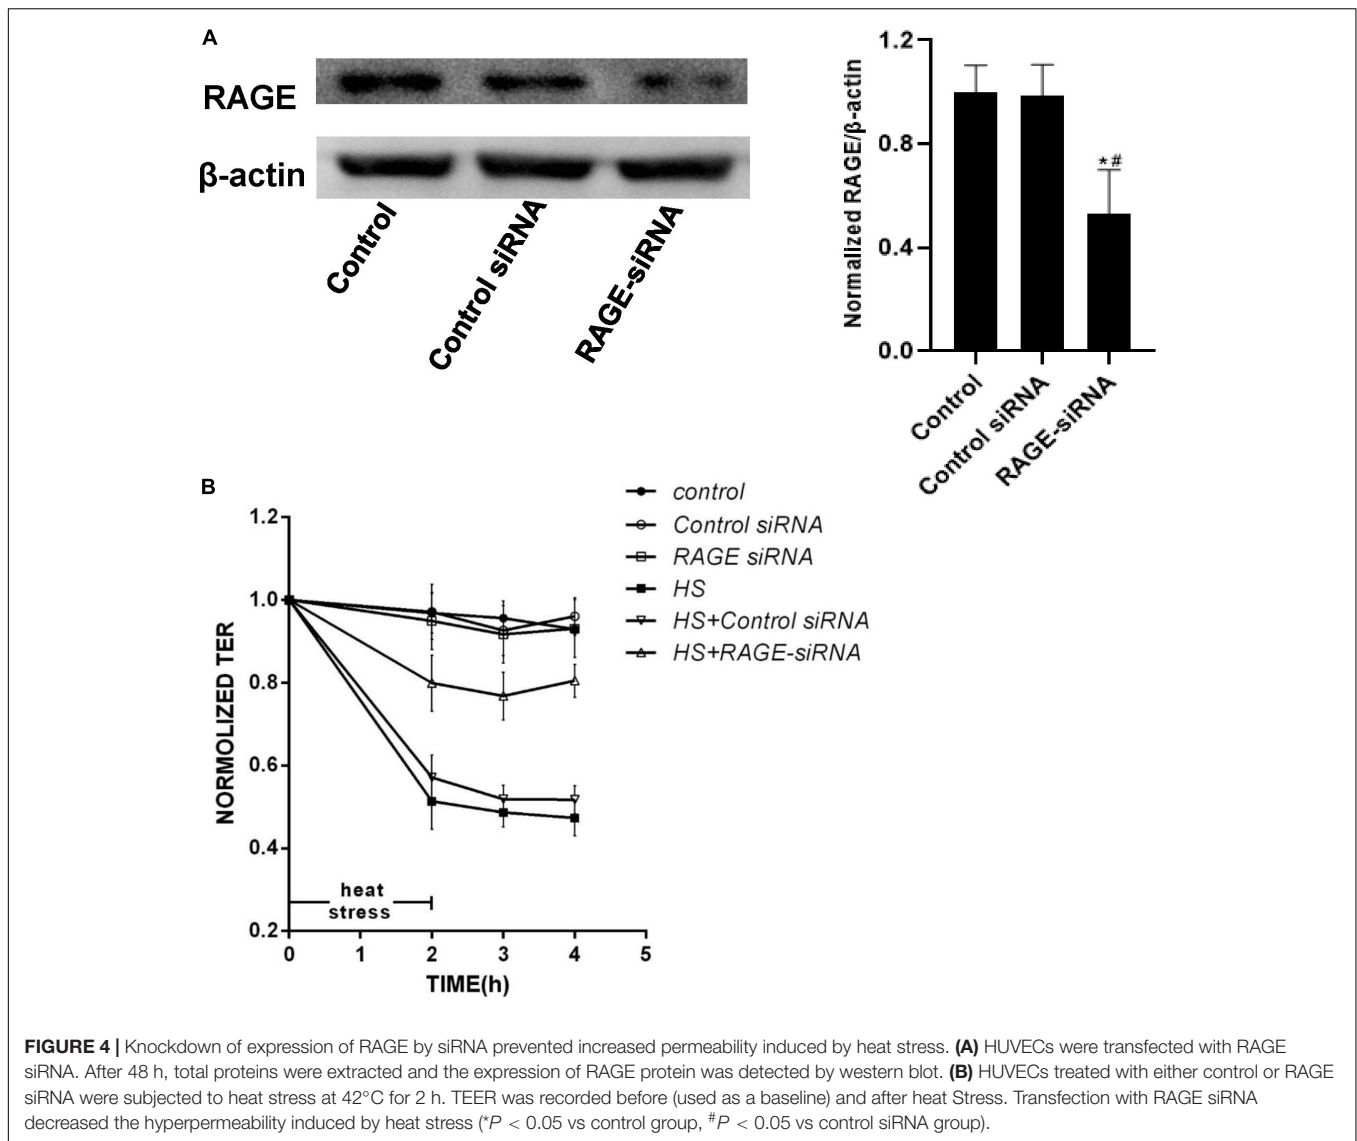 A
RAGE
β-actin
Control
Control siRNA
RAGE-siRNA
Normalized RAGE/β-actin
1.2
0.8
0.4
0.0
*#
Control
Control siRNA
RAGE-siRNA
B
NORMOLIZED TER
1.2
1.0
0.8
0.6
0.4
0.2
heat
stress
0 1 2 3 4 5
TIME(h)
control
Control siRNA
RAGE siRNA
HS
HS+Control siRNA
HS+RAGE-siRNA
FIGURE 4 | Knockdown of expression of RAGE by siRNA prevented increased permeability induced by heat stress. (A) HUVECs were transfected with RAGE
siRNA. After 48 h, total proteins were extracted and the expression of RAGE protein was detected by western blot. (B) HUVECs treated with either control or RAGE
siRNA were subjected to heat stress at 42°C for 2 h. TEER was recorded before (used as a baseline) and after heat Stress. Transfection with RAGE siRNA
decreased the hyperpermeability induced by heat stress (*P < 0.05 vs control group, #P < 0.05 vs control siRNA group).